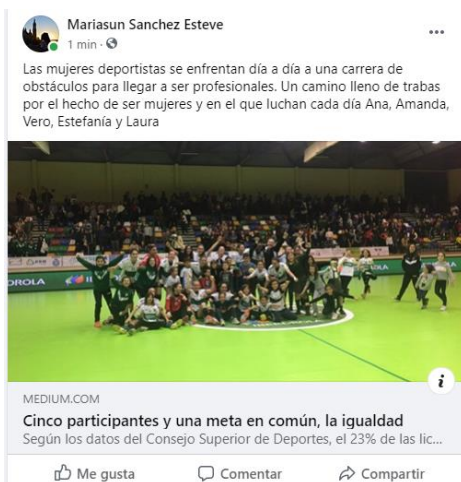 Mariasun Sanchez Esteve
1 min ·
Las mujeres deportistas se enfrentan día a día a una carrera de
obstáculos para llegar a ser profesionales. Un camino lleno de trabas
por el hecho de ser mujeres y en el que luchan cada día Ana, Amanda,
Vero, Estefanía y Laura
DROLA
MEDIUM.COM
Cinco participantes y una meta en común, la igualdad
Según los datos del Consejo Superior de Deportes, el 23% de las lic...
Me gusta
Comentar
Compartir